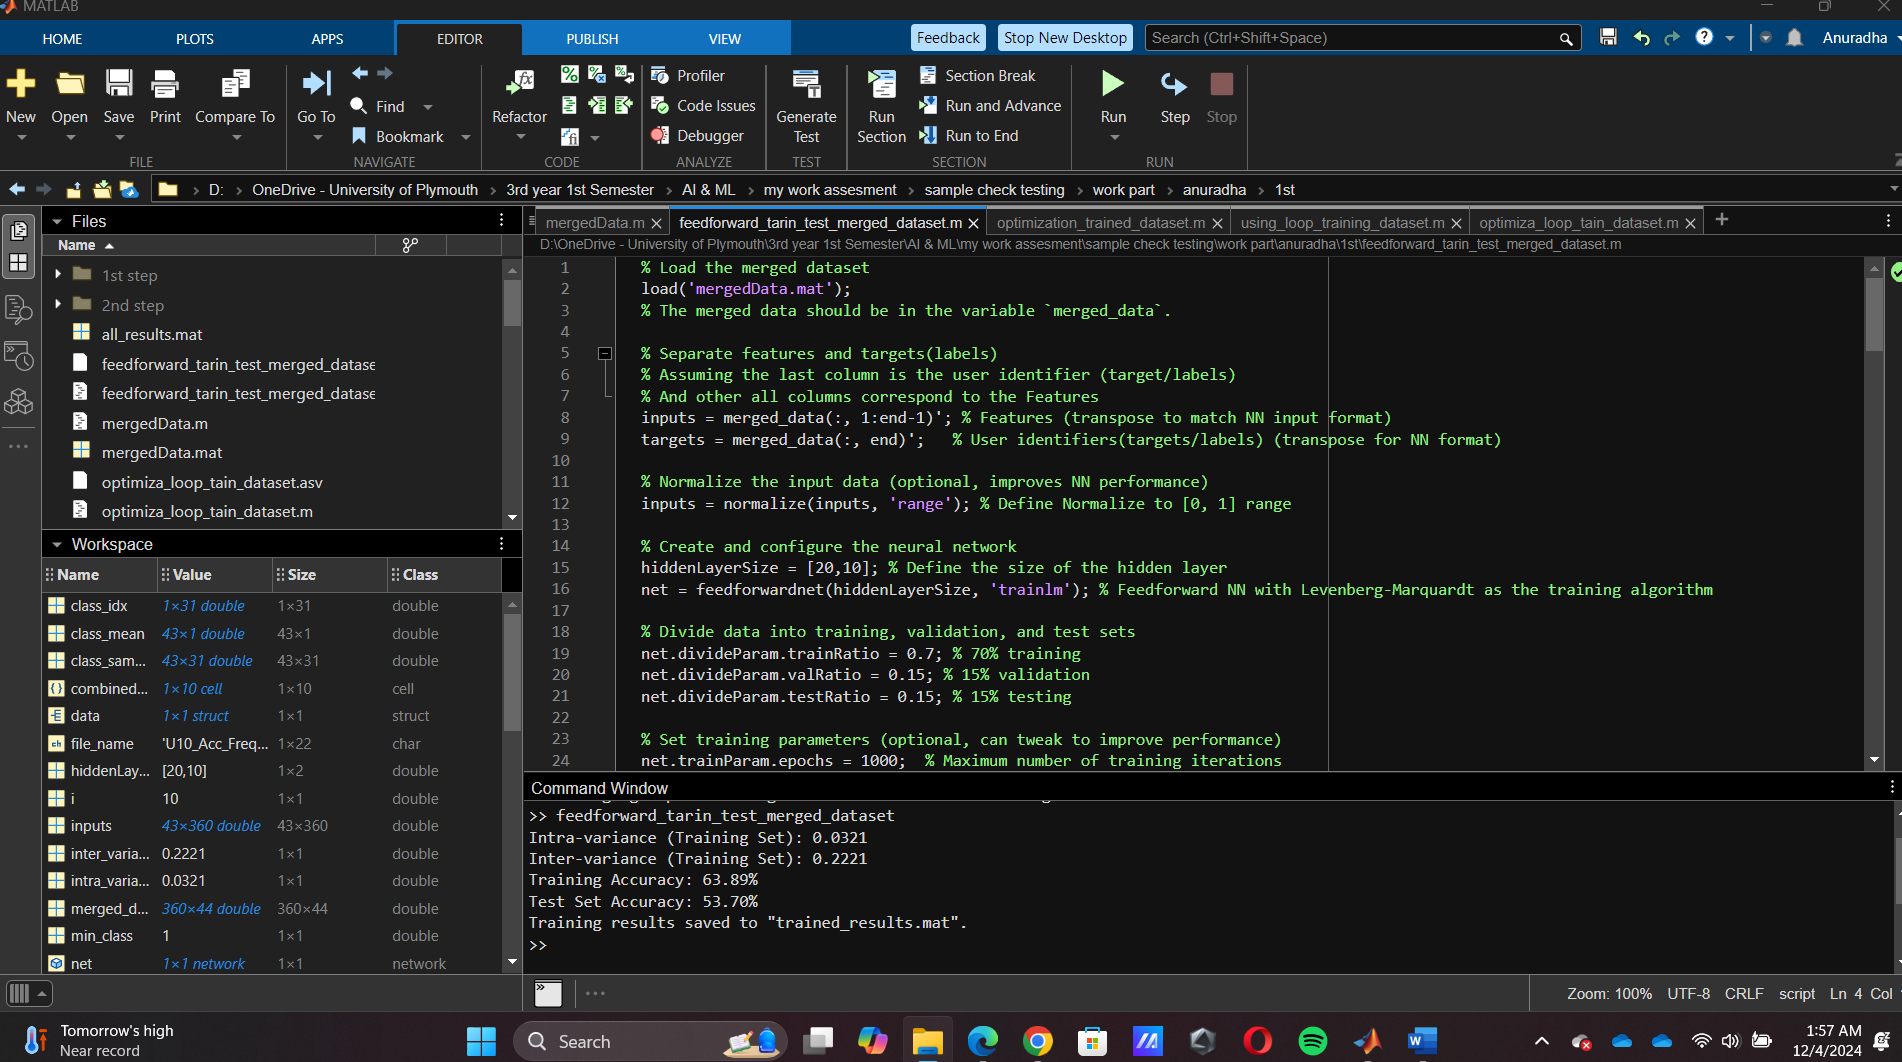 MATLAB
HOME
PLOTS
APPS
EDITOR
PUBLISH
VIEW
Feedback
Stop New Desktop
Search (Ctrl+Shift+Space)
Anuradha
New
Open
Save
Print
Compare To
Go To
Find
Bookmark
Refactor
Profiler
Code Issues
Debugger
Generate
Test
Run
Section
Section Break
Run and Advance
Run to End
Run
Step
Stop
FILE
NAVIGATE
CODE
ANALYZE
TEST
SECTION
RUN
D: › OneDrive - University of Plymouth › 3rd year 1st Semester › AI & ML › my work assesment › sample check testing › work part › anuradha › 1st
Files
Name
1st step
2nd step
all_results.mat
feedforward_tarin_test_merged_datase
feedforward_tarin_test_merged_datase
mergedData.m
mergedData.mat
optimiza_loop_tain_dataset.asv
optimiza_loop_tain_dataset.m
Workspace
Name Value Size Class
class_idx 1×31 double 1×31 double
class_mean 43×1 double 43×1 double
class_sam... 43×31 double 43×31 double
combined... 1×10 cell 1×10 cell
data 1×1 struct 1×1 struct
file_name 'U10_Acc_Freq... 1×22 char
hiddenLay... [20,10] 1×2 double
i 10 1×1 double
inputs 43×360 double 43×360 double
inter_varia... 0.2221 1×1 double
intra_varia... 0.0321 1×1 double
merged_d... 360×44 double 360×44 double
min_class 1 1×1 double
net 1×1 network 1×1 network
mergedData.m
feedforward_tarin_test_merged_dataset.m
optimization_trained_dataset.m
using_loop_training_dataset.m
optimiza_loop_tain_dataset.m
D:\OneDrive - University of Plymouth\3rd year 1st Semester\AI & ML\my work assesment\sample check testing\work part\anuradha\1st\feedforward_tarin_test_merged_dataset.m
1 % Load the merged dataset
2 load('mergedData.mat');
3 % The merged data should be in the variable `merged_data`.
4
5 % Separate features and targets(labels)
6 % Assuming the last column is the user identifier (target/labels)
7 % And other all columns correspond to the Features
8 inputs = merged_data(:, 1:end-1)'; % Features (transpose to match NN input format)
9 targets = merged_data(:, end)'; % User identifiers(targets/labels) (transpose for NN format)
10
11 % Normalize the input data (optional, improves NN performance)
12 inputs = normalize(inputs, 'range'); % Define Normalize to [0, 1] range
13
14 % Create and configure the neural network
15 hiddenLayerSize = [20,10]; % Define the size of the hidden layer
16 net = feedforwardnet(hiddenLayerSize, 'trainlm'); % Feedforward NN with Levenberg-Marquardt as the training algorithm
17
18 % Divide data into training, validation, and test sets
19 net.divideParam.trainRatio = 0.7; % 70% training
20 net.divideParam.valRatio = 0.15; % 15% validation
21 net.divideParam.testRatio = 0.15; % 15% testing
22
23 % Set training parameters (optional, can tweak to improve performance)
24 net.trainParam.epochs = 1000; % Maximum number of training iterations
Command Window
>> feedforward_tarin_test_merged_dataset
Intra-variance (Training Set): 0.0321
Inter-variance (Training Set): 0.2221
Training Accuracy: 63.89%
Test Set Accuracy: 53.70%
Training results saved to "trained_results.mat".
>>
Zoom: 100% UTF-8 CRLF script Ln 4 Col
Tomorrow's high
Near record
Search
1:57 AM
12/4/2024